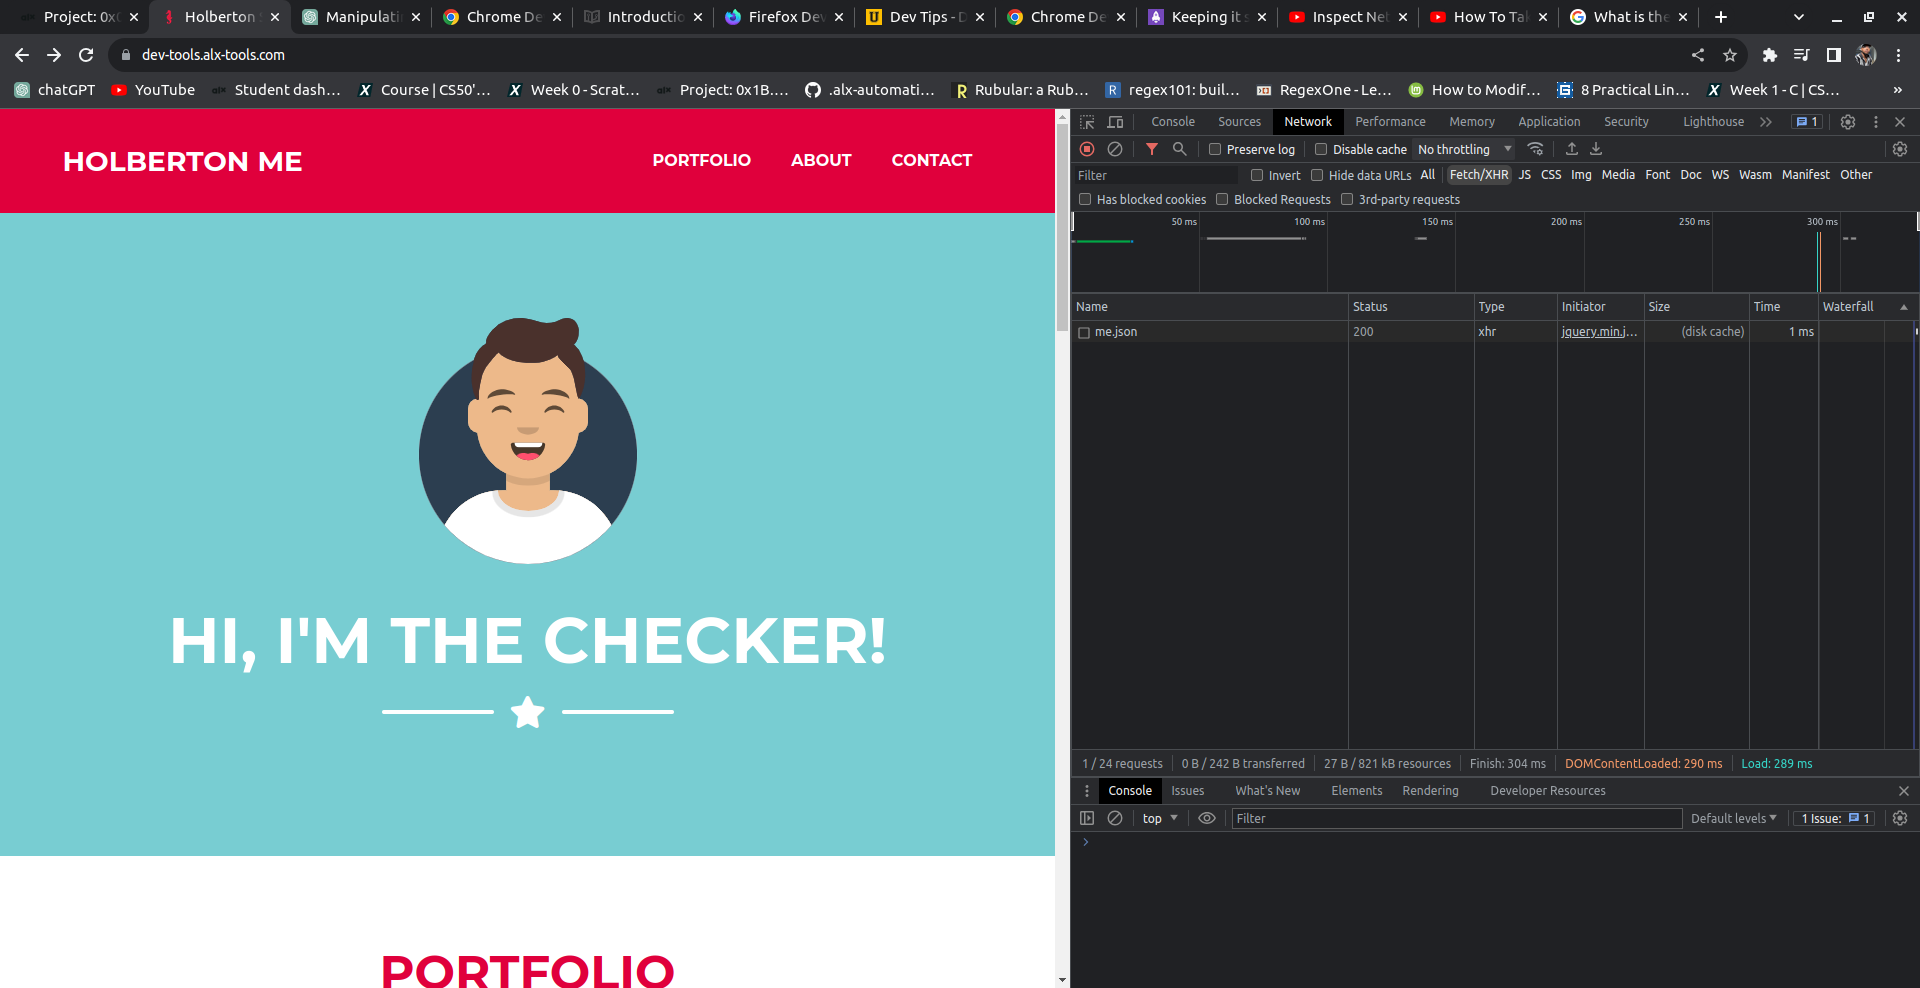 Project: 0x0 Holberton S Manipulati Chrome De Introductio Firefox Dev Dev Tips - D Chrome De Keeping it s Inspect Net How To Tak What is the
dev-tools.alx-tools.com
chatGPT YouTube Student dash... Course | CS50'... Week 0 - Scrat... Project: 0x1B.... .alx-automati... Rubular: a Rub... regex101: buil... RegexOne - Le... How to Modif... 8 Practical Lin... Week 1 - C | CS... »
HOLBERTON ME PORTFOLIO ABOUT CONTACT
HI, I'M THE CHECKER!
PORTFOLIO
Console Sources Network Performance Memory Application Security Lighthouse 1
Preserve log Disable cache No throttling
Filter Invert Hide data URLs All Fetch/XHR JS CSS Img Media Font Doc WS Wasm Manifest Other
Has blocked cookies Blocked Requests 3rd-party requests
50 ms 100 ms 150 ms 200 ms 250 ms 300 ms
Name Status Type Initiator Size Time Waterfall
me.json 200 xhr jquery.min.j... (disk cache) 1 ms
1 / 24 requests 0 B / 242 B transferred 27 B / 821 kB resources Finish: 304 ms DOMContentLoaded: 290 ms Load: 289 ms
Console Issues What's New Elements Rendering Developer Resources
top Filter Default levels 1 Issue: 1